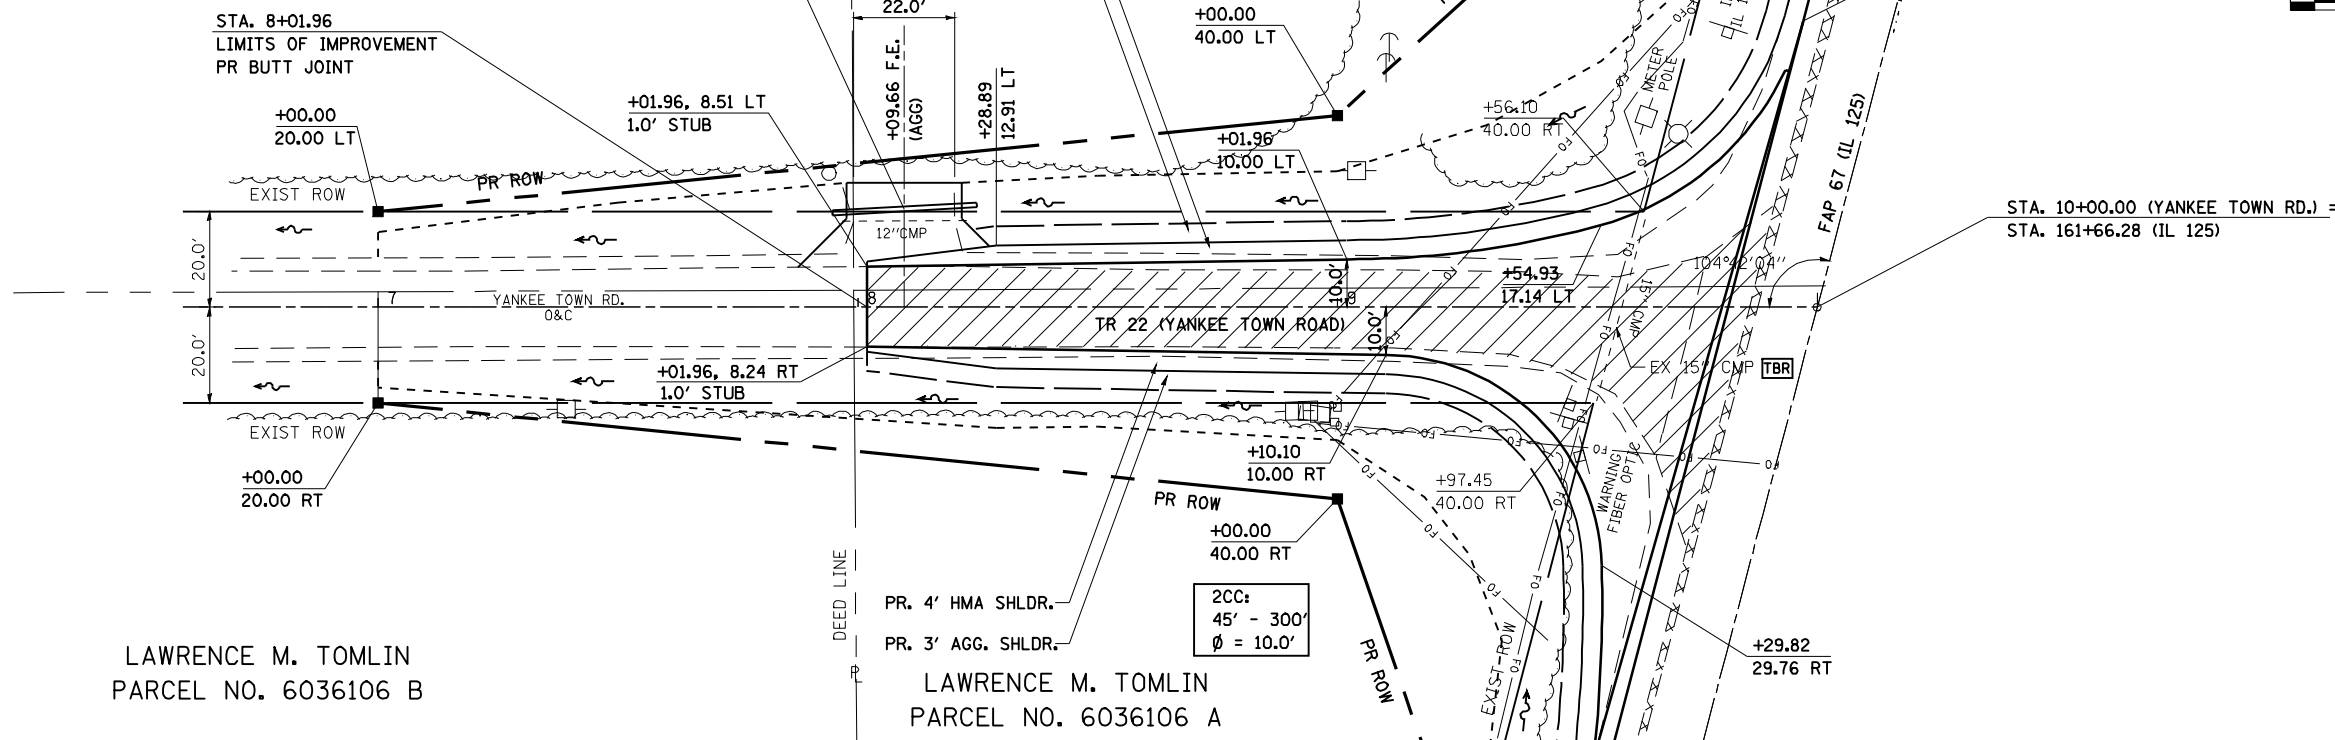 STA. 8+01.96
LIMITS OF IMPROVEMENT
PR BUTT JOINT
22.0'
+00.00
40.00 LT
+00.00
20.00 LT
+01.96, 8.51 LT
1.0' STUB
+09.66 F.E.
(AGG)
+28.89
12.91 LT
+01.96
10.00 LT
+56.10
40.00 RT
METER
POLE
FO
FAP 67 (IL 125)
STA. 10+00.00 (YANKEE TOWN RD.) =
STA. 161+66.28 (IL 125)
EXIST ROW
PR ROW
12"CMP
20.0'
20.0'
7
YANKEE TOWN RD.
O&C
8
9
10.0'
10.0'
TR 22 (YANKEE TOWN ROAD)
+54.93
17.14 LT
104°42'04"
15" CMP
EX 15" CMP
TBR
+01.96, 8.24 RT
1.0' STUB
EXIST ROW
+00.00
20.00 RT
+10.10
10.00 RT
+97.45
40.00 RT
WARNING
FIBER OPTIC
PR ROW
+00.00
40.00 RT
DEED LINE
PR. 4' HMA SHLDR.
PR. 3' AGG. SHLDR.
2CC:
45' - 300'
Ø = 10.0'
PR ROW
EXIST ROW
+29.82
29.76 RT
LAWRENCE M. TOMLIN
PARCEL NO. 6036106 B
LAWRENCE M. TOMLIN
PARCEL NO. 6036106 A